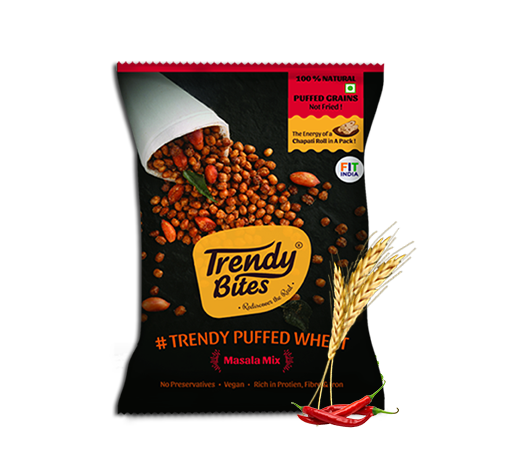 100 % NATURAL
PUFFED GRAINS
Not Fried !
The Energy of a
Chapati Roll in A Pack !
FIT
INDIA
Trendy ®
Bites
• Rediscover the Real •
# TRENDY PUFFED WHEAT
Masala Mix
No Preservatives • Vegan • Rich in Protien, Fibre & Iron